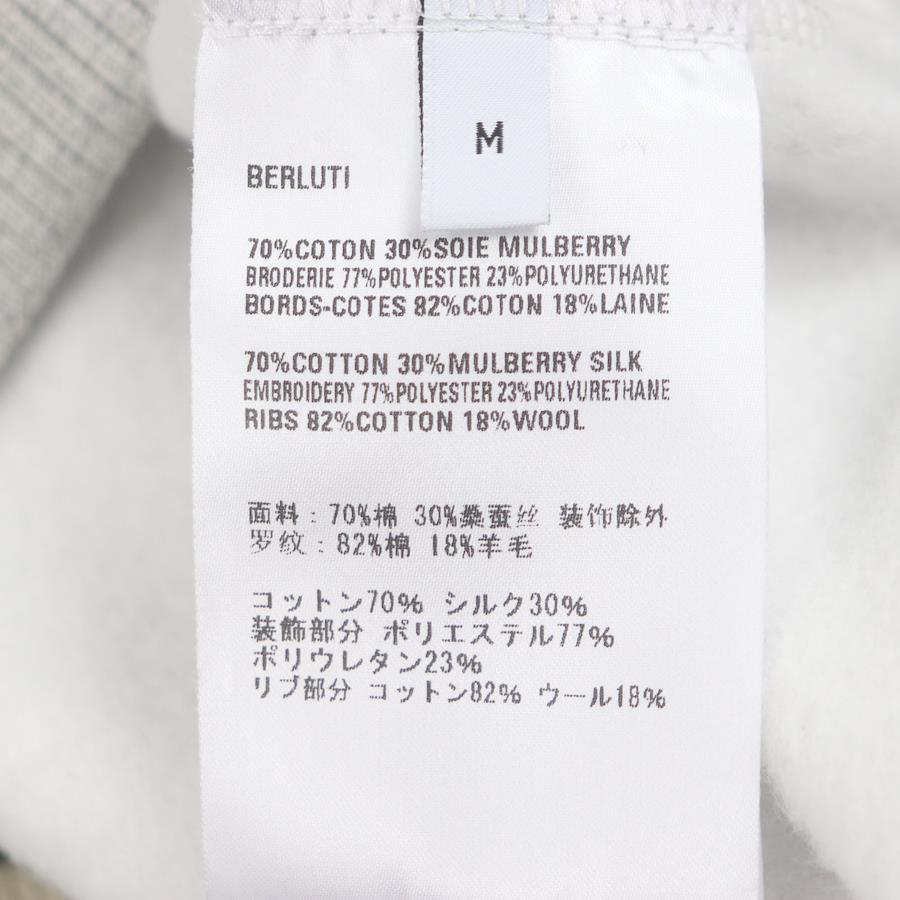 M
BERLUTI
70%COTON 30%SOIE MULBERRY
BRODERIE 77%POLYESTER 23%POLYURETHANE
BORDS-COTES 82%COTON 18%LAINE
70%COTTON 30%MULBERRY SILK
EMBROIDERY 77%POLYESTER 23%POLYURETHANE
RIBS 82%COTTON 18%WOOL
面料：70%棉 30%桑蚕丝 装饰除外
罗纹：82%棉 18%羊毛
コットン70% シルク30%
装飾部分 ポリエステル77%
ポリウレタン23%
リブ部分 コットン82% ウール18%